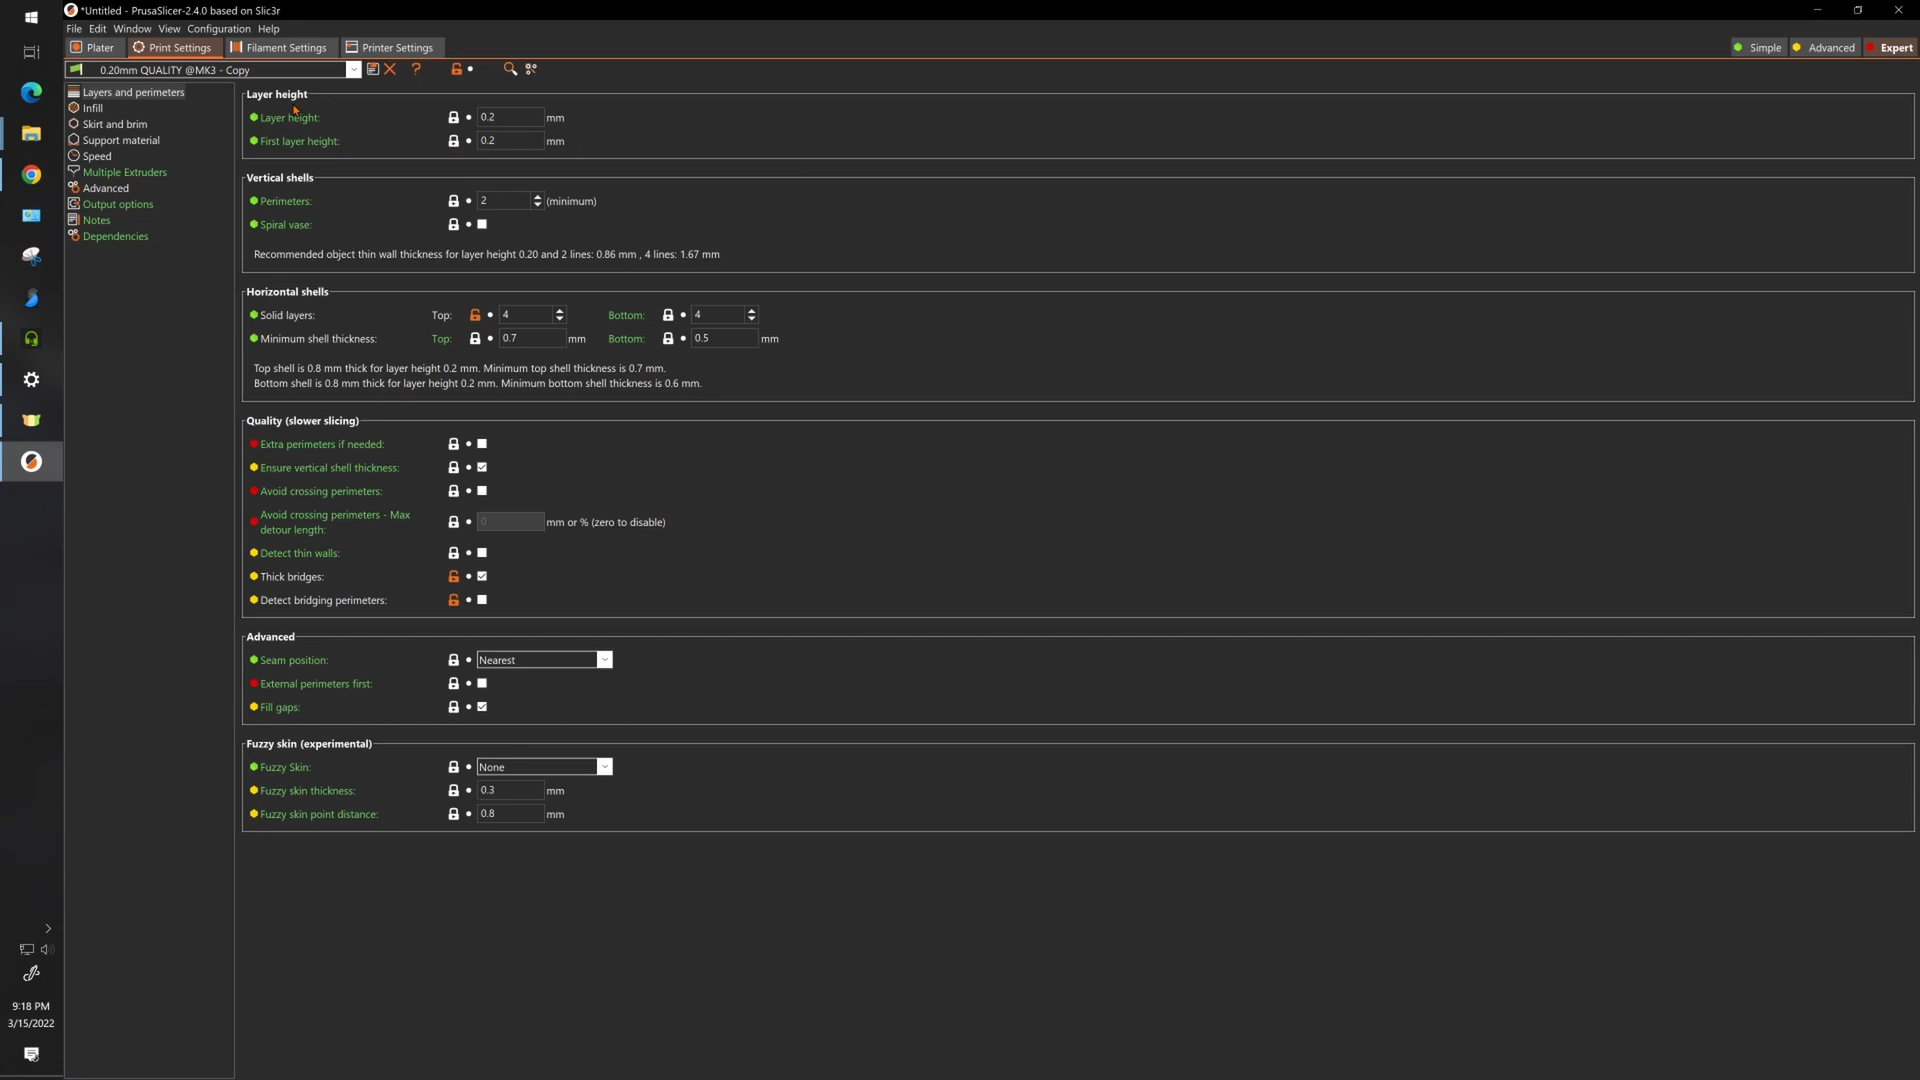 *Untitled - PrusaSlicer-2.4.0 based on Slic3r
File Edit Window View Configuration Help
Plater Print Settings Filament Settings Printer Settings Simple Advanced Expert
0.20mm QUALITY @MK3 - Copy ?
Layers and perimeters
Infill
Skirt and brim
Support material
Speed
Multiple Extruders
Advanced
Output options
Notes
Dependencies
Layer height
Layer height: 0.2 mm
First layer height: 0.2 mm
Vertical shells
Perimeters: 2 (minimum)
Spiral vase:
Recommended object thin wall thickness for layer height 0.20 and 2 lines: 0.86 mm , 4 lines: 1.67 mm
Horizontal shells
Solid layers: Top: 4 Bottom: 4
Minimum shell thickness: Top: 0.7 mm Bottom: 0.5 mm
Top shell is 0.8 mm thick for layer height 0.2 mm. Minimum top shell thickness is 0.7 mm.
Bottom shell is 0.8 mm thick for layer height 0.2 mm. Minimum bottom shell thickness is 0.6 mm.
Quality (slower slicing)
Extra perimeters if needed:
Ensure vertical shell thickness:
Avoid crossing perimeters:
Avoid crossing perimeters - Max
detour length: 0 mm or % (zero to disable)
Detect thin walls:
Thick bridges:
Detect bridging perimeters:
Advanced
Seam position: Nearest
External perimeters first:
Fill gaps:
Fuzzy skin (experimental)
Fuzzy Skin: None
Fuzzy skin thickness: 0.3 mm
Fuzzy skin point distance: 0.8 mm
9:18 PM
3/15/2022